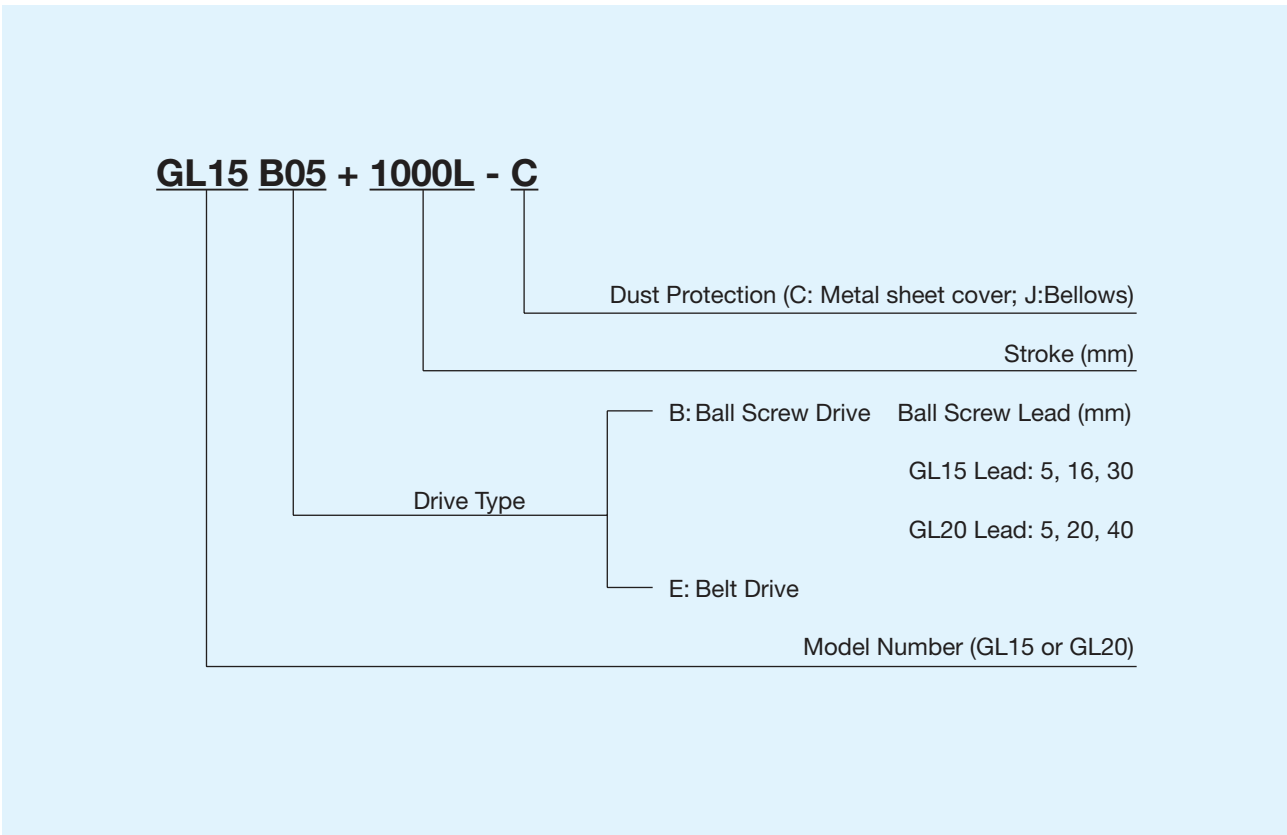 GL15 B05 + 1000L - C
Dust Protection (C: Metal sheet cover; J:Bellows)
Stroke (mm)
B: Ball Screw Drive Ball Screw Lead (mm)
GL15 Lead: 5, 16, 30
Drive Type
GL20 Lead: 5, 20, 40
E: Belt Drive
Model Number (GL15 or GL20)